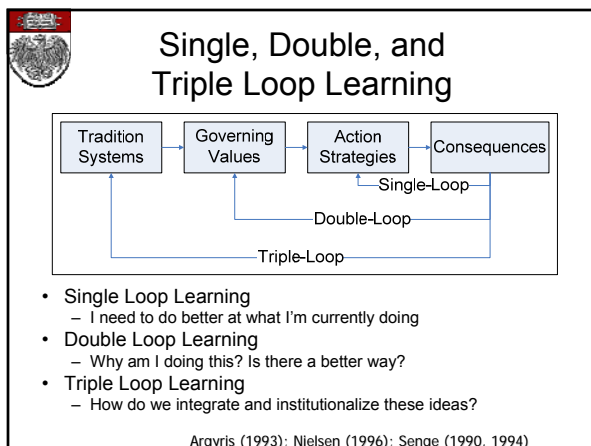 Single, Double, and
Triple Loop Learning
Tradition
Systems
Governing
Values
Action
Strategies
Consequences
Single-Loop
Double-Loop
Triple-Loop
• Single Loop Learning
– I need to do better at what I'm currently doing
• Double Loop Learning
– Why am I doing this? Is there a better way?
• Triple Loop Learning
– How do we integrate and institutionalize these ideas?
Argyris (1993); Nielsen (1996); Senge (1990, 1994)